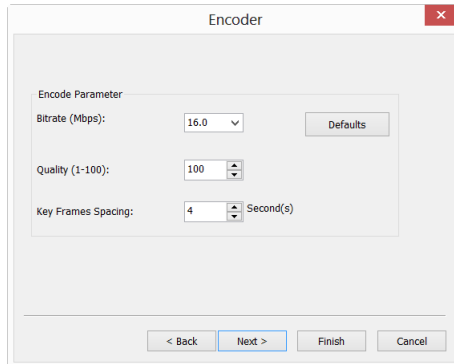 Encoder
Encode Parameter
Bitrate (Mbps): 16.0 Defaults
Quality (1-100): 100
Key Frames Spacing: 4 Second(s)
< Back Next > Finish Cancel